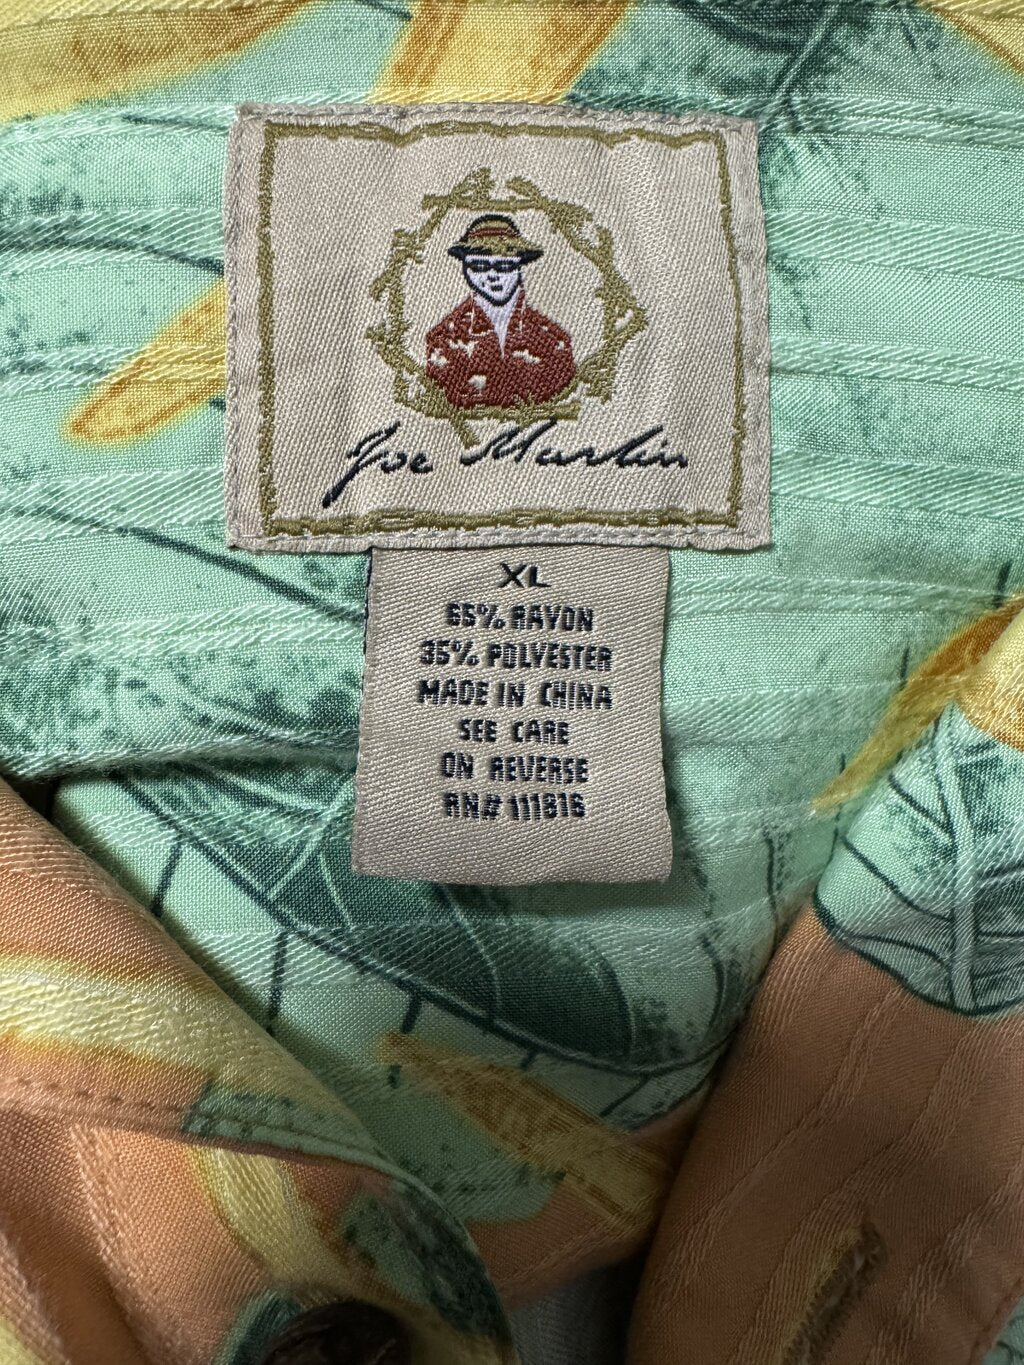 Joe Marlin
XL
65% RAYON
35% POLYESTER
MADE IN CHINA
SEE CARE
ON REVERSE
RN# 111816